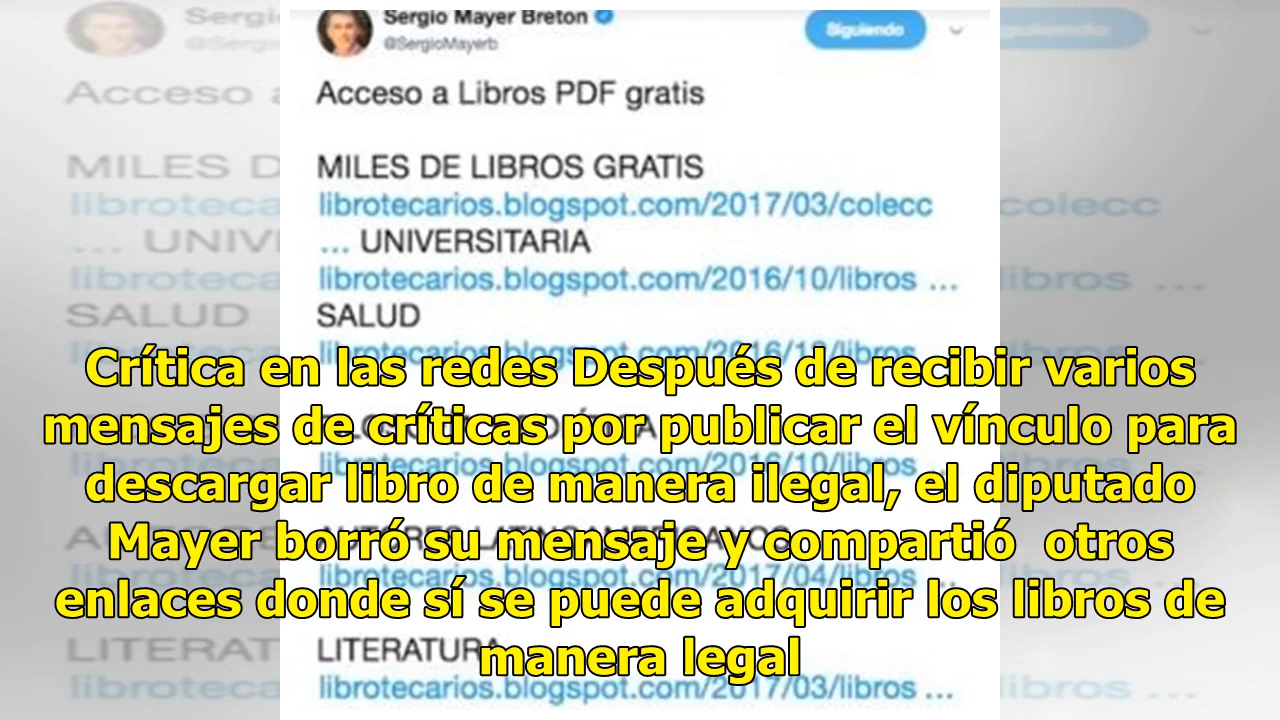 Sergio Mayer Breton
@SergioMayerb
Siguiendo
Acceso a Libros PDF gratis
MILES DE LIBROS GRATIS
librotecarios.blogspot.com/2017/03/colecc
... UNIVERSITARIA
librotecarios.blogspot.com/2016/10/libros ...
SALUD
Crítica en las redes Después de recibir varios
mensajes de críticas por publicar el vínculo para
descargar libro de manera ilegal, el diputado
Mayer borró su mensaje y compartió otros
enlaces donde sí se puede adquirir los libros de
manera legal
librotecarios.blogspot.com/2016/10/libros
AUTORES LATINOAMERICANOS
librotecarios.blogspot.com/2017/04/libros ...
LITERATURA
librotecarios.blogspot.com/2017/03/libros ...